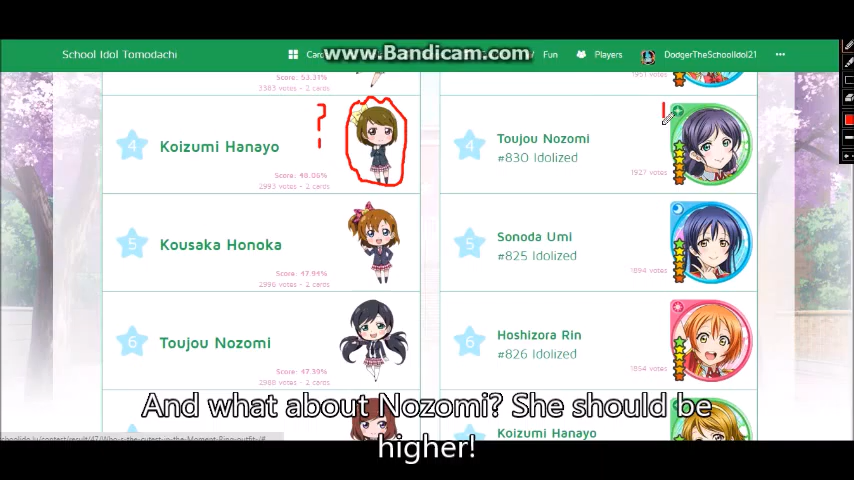 www.Bandicam.com
School Idol Tomodachi
Fun
Players
DodgerTheSchoolIdol21
Score: 53.31%
3383 votes - 2 cards
1951 votes
4
Koizumi Hanayo
Score: 48.06%
2993 votes - 2 cards
?
!
4
Toujou Nozomi
#830 Idolized
1927 votes
5
Kousaka Honoka
Score: 47.94%
2996 votes - 2 cards
5
Sonoda Umi
#825 Idolized
1894 votes
6
Toujou Nozomi
Score: 47.39%
2988 votes - 2 cards
6
Hoshizora Rin
#826 Idolized
1854 votes
Koizumi Hanayo
And what about Nozomi? She should be
higher!